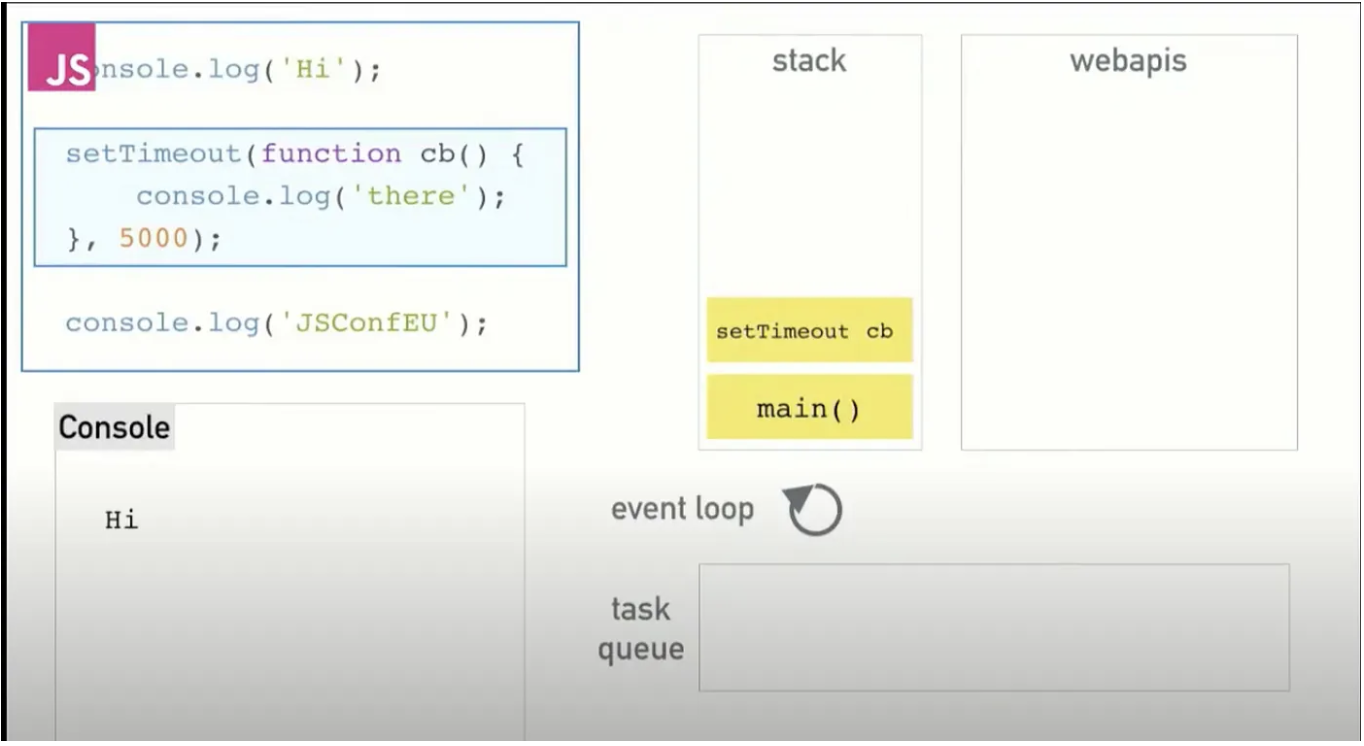 JS
onsole.log('Hi');
setTimeout(function cb() {
console.log('there');
}, 5000);
console.log('JSConfEU');
Console
Hi
stack
setTimeout cb
main()
webapis
event loop
task
queue